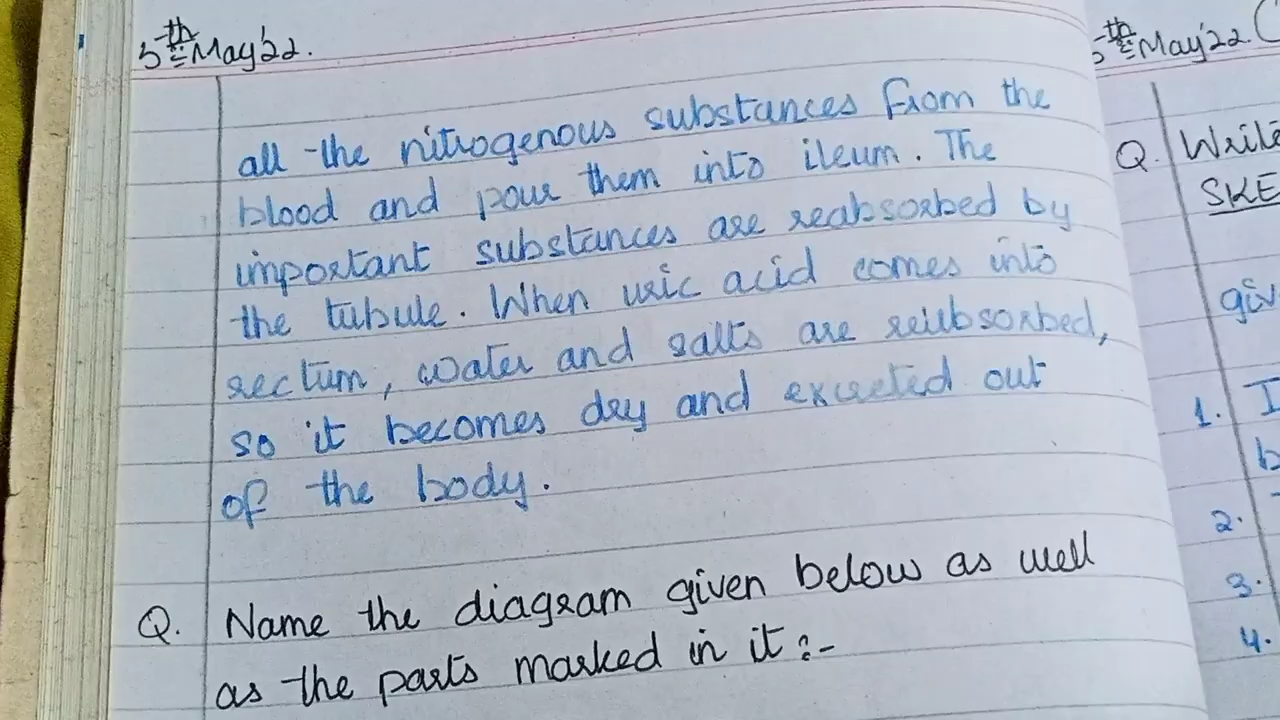 5th May'22.
all the nitrogenous substances from the
blood and pour them into ileum. The
important substances are reabsorbed by
the tubule. When uric acid comes into
rectum, water and salts are reabsorbed,
so it becomes dry and excreted out
of the body.
Q. Name the diagram given below as well
as the parts marked in it :-
5th May'22.
Q. Write
SKE
giv
1. I
b
2.
3.
4.